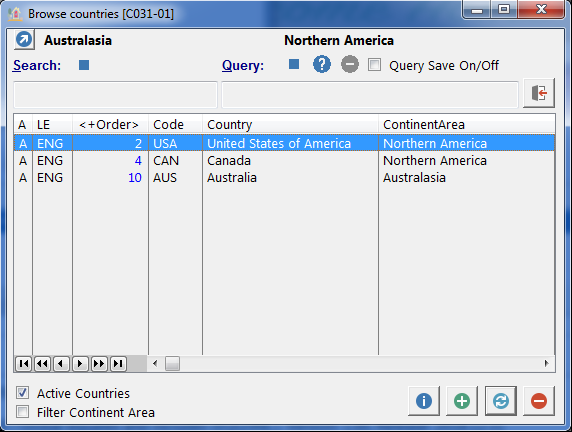 Browse countries [C031-01]
Australasia Northern America
Search: Query: Query Save On/Off
A LE <+Order> Code Country ContinentArea
A ENG 2 USA United States of America Northern America
A ENG 4 CAN Canada Northern America
A ENG 10 AUS Australia Australasia
Active Countries
Filter Continent Area